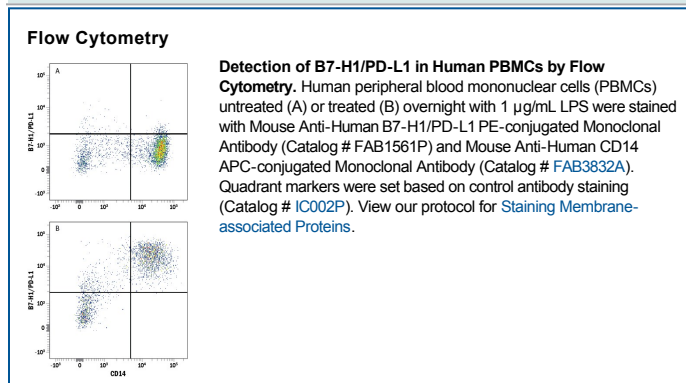 Flow Cytometry
Detection of B7-H1/PD-L1 in Human PBMCs by Flow
Cytometry. Human peripheral blood mononuclear cells (PBMCs)
untreated (A) or treated (B) overnight with 1 µg/mL LPS were stained
with Mouse Anti-Human B7-H1/PD-L1 PE-conjugated Monoclonal
Antibody (Catalog # FAB1561P) and Mouse Anti-Human CD14
APC-conjugated Monoclonal Antibody (Catalog # FAB3832A).
Quadrant markers were set based on control antibody staining
(Catalog # IC002P). View our protocol for Staining Membrane-
associated Proteins.
A
B7-H1/PD-L1
B
B7-H1/PD-L1
CD14